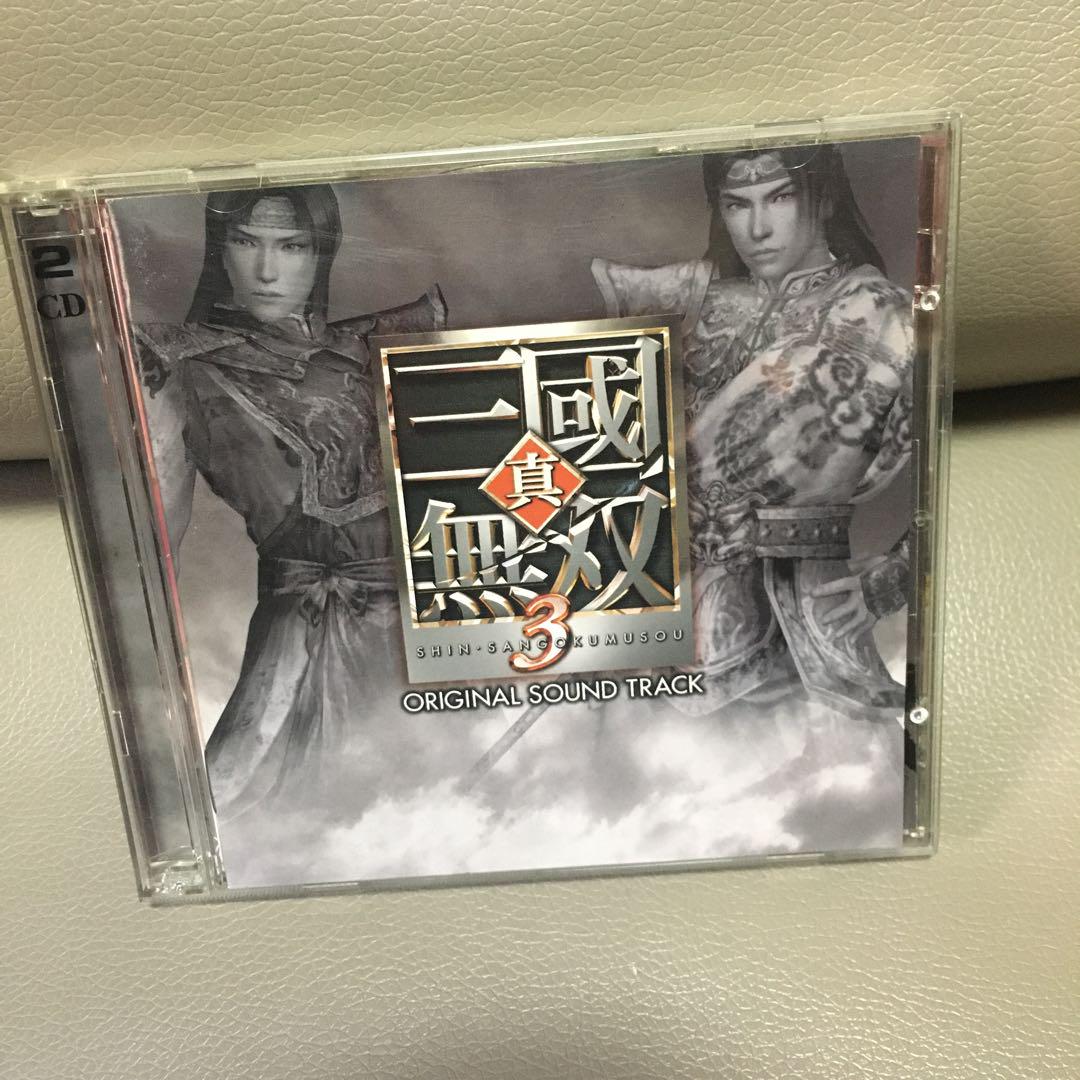 2
CD
三國
真
無双
3
SHIN・SANGOKUMUSOU
ORIGINAL SOUND TRACK